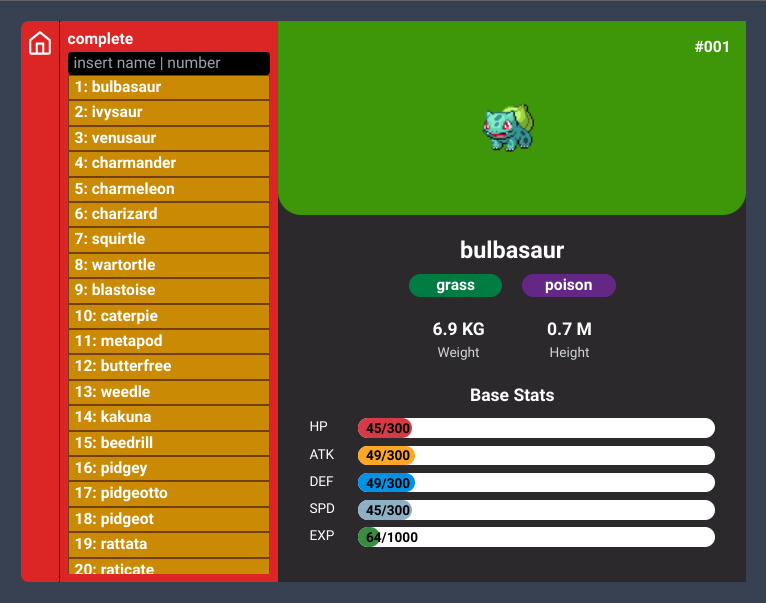 complete
insert name | number
1: bulbasaur
2: ivysaur
3: venusaur
4: charmander
5: charmeleon
6: charizard
7: squirtle
8: wartortle
9: blastoise
10: caterpie
11: metapod
12: butterfree
13: weedle
14: kakuna
15: beedrill
16: pidgey
17: pidgeotto
18: pidgeot
19: rattata
20: raticate
#001
bulbasaur
grass poison
6.9 KG 0.7 M
Weight Height
Base Stats
HP 45/300
ATK 49/300
DEF 49/300
SPD 45/300
EXP 64/1000